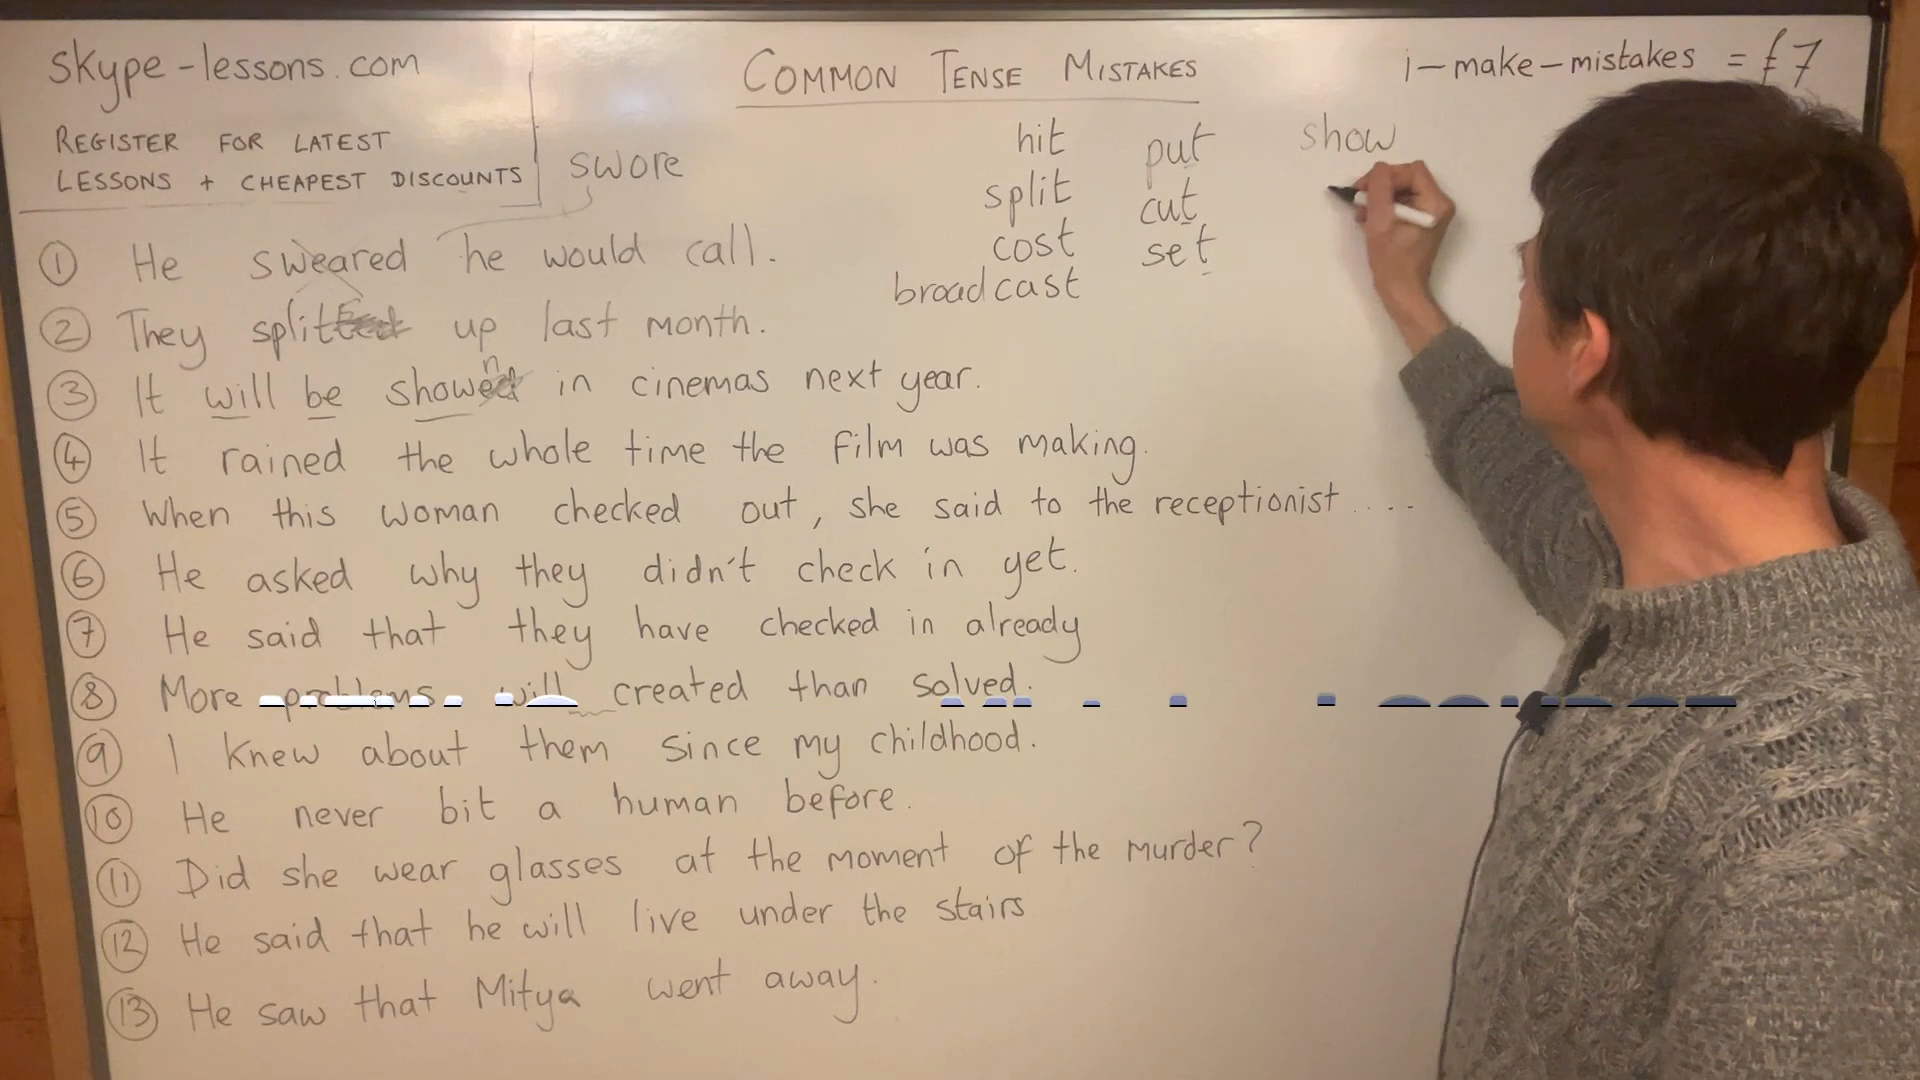 skype-lessons.com
REGISTER FOR LATEST
LESSONS + CHEAPEST DISCOUNTS
COMMON TENSE MISTAKES
i-make-mistakes = £7
hit
split
cost
broadcast
put
cut
set
show
swore
① He sweared he would call.
② They splitted up last month.
n
③ It will be showed in cinemas next year.
④ It rained the whole time the film was making.
⑤ When this woman checked out, she said to the receptionist ....
⑥ He asked why they didn't check in yet.
⑦ He said that they have checked in already
⑧ More problems will created than solved.
⑨ I knew about them since my childhood.
⑩ He never bit a human before.
⑪ Did she wear glasses at the moment of the murder?
⑫ He said that he will live under the stairs
⑬ He saw that Mitya went away.